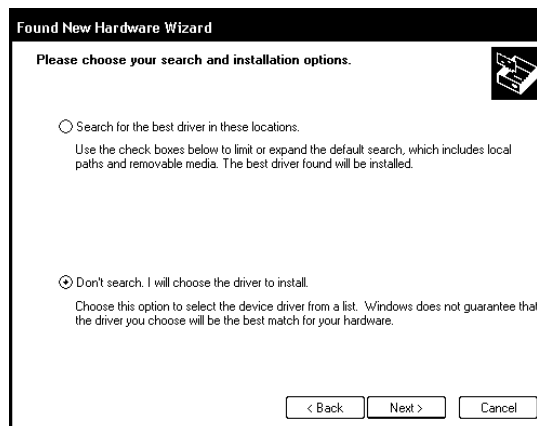 Found New Hardware Wizard
Please choose your search and installation options.
Search for the best driver in these locations.
Use the check boxes below to limit or expand the default search, which includes local
paths and removable media. The best driver found will be installed.
Don't search. I will choose the driver to install.
Choose this option to select the device driver from a list. Windows does not guarantee that
the driver you choose will be the best match for your hardware.
< Back Next > Cancel